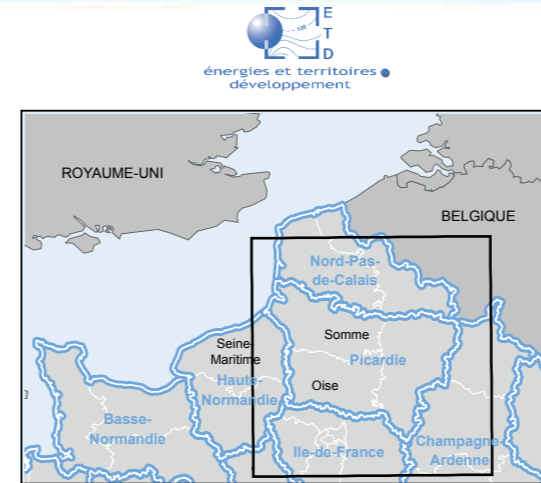 E
T
D
énergies et territoires
développement
ROYAUME-UNI
BELGIQUE
Nord-Pas-
de-Calais
Somme
Seine-
Maritime
Picardie
Haute-
Normandie
Oise
Basse-
Normandie
Ile-de-France
Champagne-
Ardenne